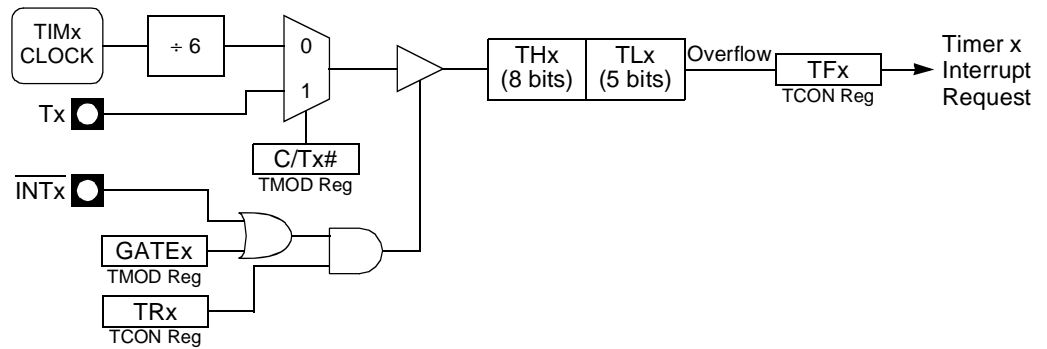 TIMx
CLOCK
÷ 6
0
1
Tx
C/Tx#
TMOD Reg
THx
(8 bits)
TLx
(5 bits)
Overflow
TFx
TCON Reg
Timer x
Interrupt
Request
INTx
GATEx
TMOD Reg
TRx
TCON Reg